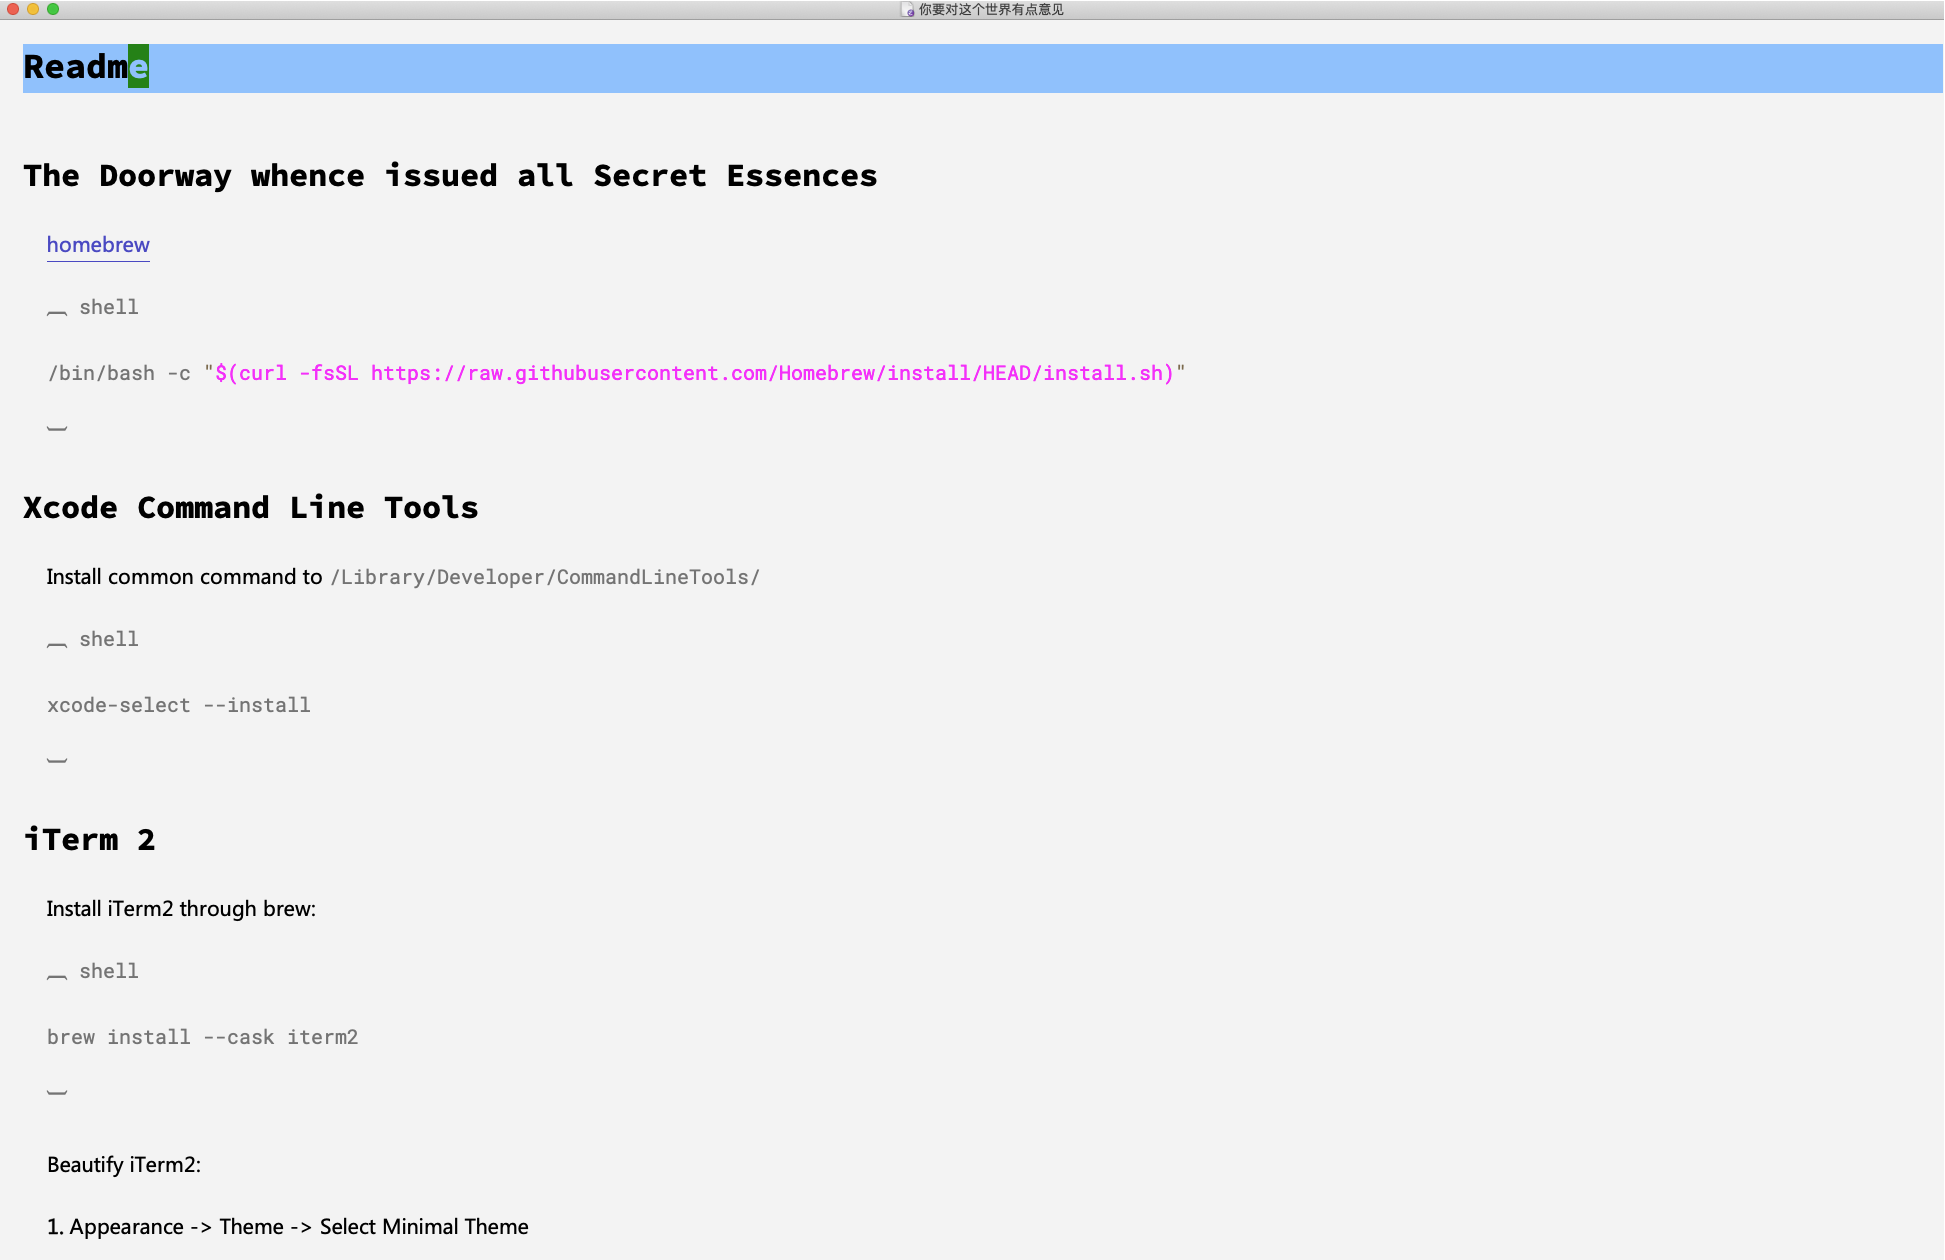 你要对这个世界有点意见
Readme
The Doorway whence issued all Secret Essences
homebrew
shell
/bin/bash -c "$(curl -fsSL https://raw.githubusercontent.com/Homebrew/install/HEAD/install.sh)"
Xcode Command Line Tools
Install common command to /Library/Developer/CommandLineTools/
shell
xcode-select --install
iTerm 2
Install iTerm2 through brew:
shell
brew install --cask iterm2
Beautify iTerm2:
1. Appearance -> Theme -> Select Minimal Theme